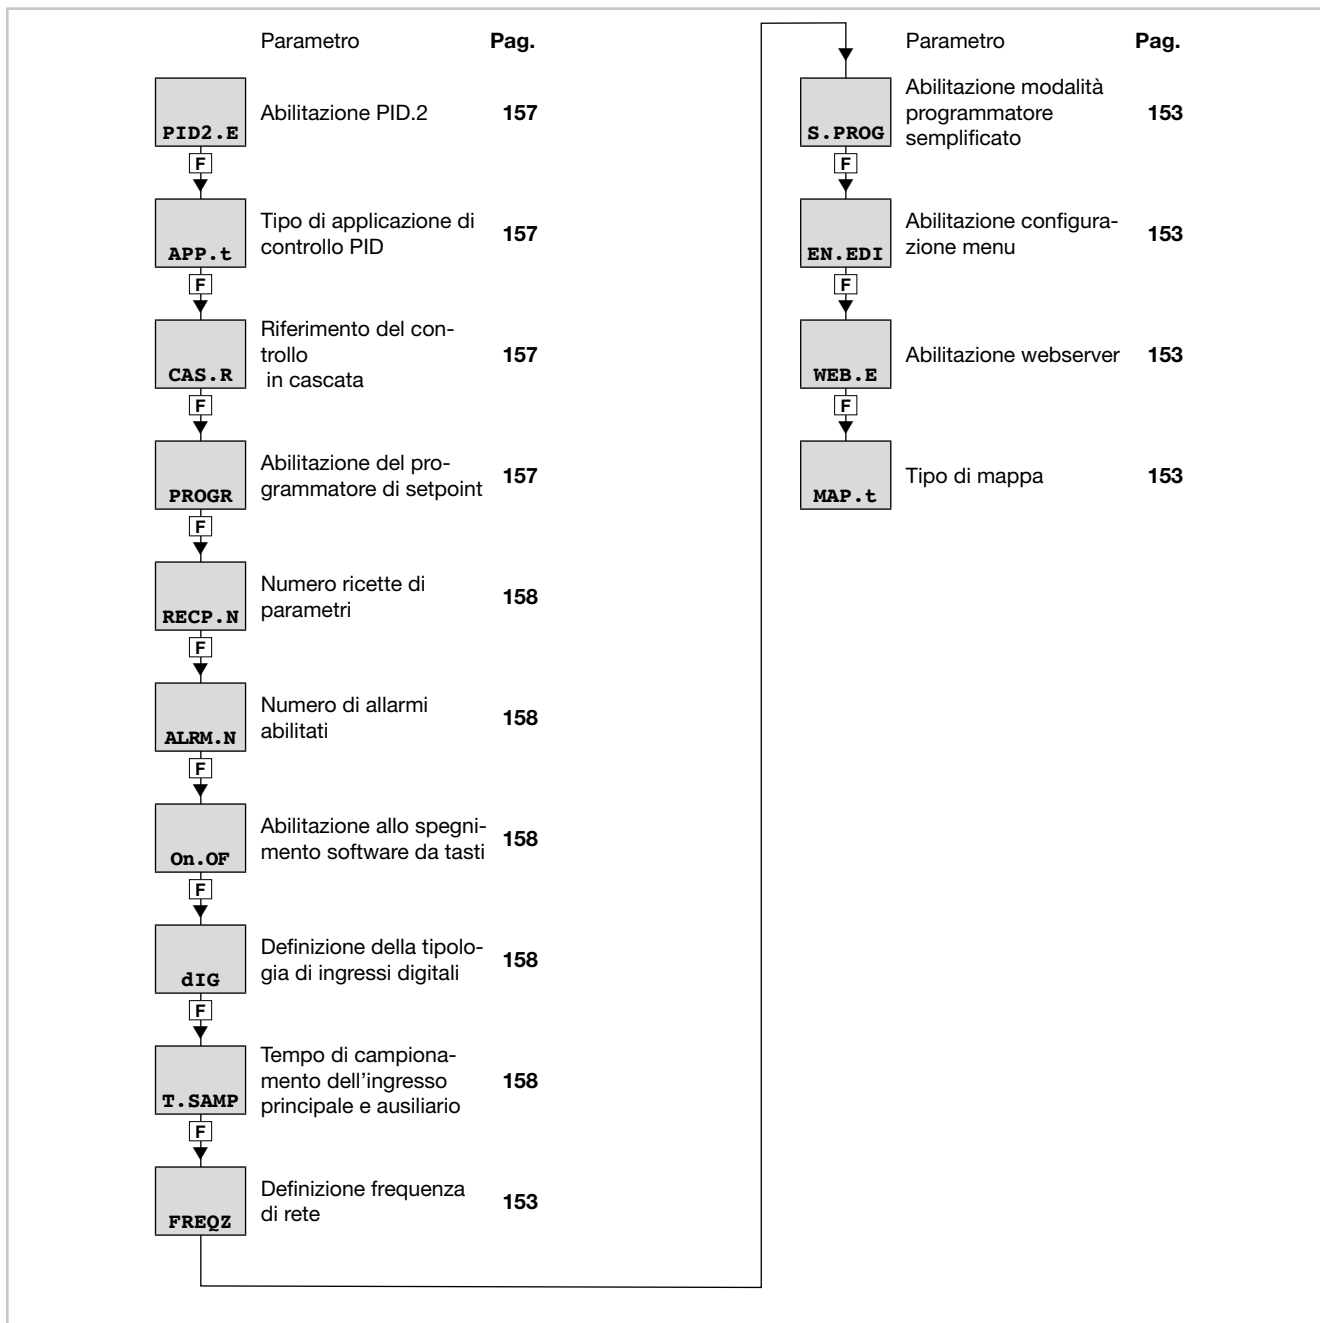 Parametro Pag.
PID2.E Abilitazione PID.2 157
F
APP.t Tipo di applicazione di
controllo PID 157
F
CAS.R Riferimento del con-
trollo
in cascata 157
F
PROGR Abilitazione del pro-
grammatore di setpoint 157
F
RECP.N Numero ricette di
parametri 158
F
ALRM.N Numero di allarmi
abilitati 158
F
On.OF Abilitazione allo spegni-
mento software da tasti 158
F
dIG Definizione della tipolo-
gia di ingressi digitali 158
F
T.SAMP Tempo di campiona-
mento dell'ingresso
principale e ausiliario 158
F
FREQZ Definizione frequenza
di rete 153
Parametro Pag.
S.PROG Abilitazione modalità
programmatore
semplificato 153
F
EN.EDI Abilitazione configura-
zione menu 153
F
WEB.E Abilitazione webserver 153
F
MAP.t Tipo di mappa 153